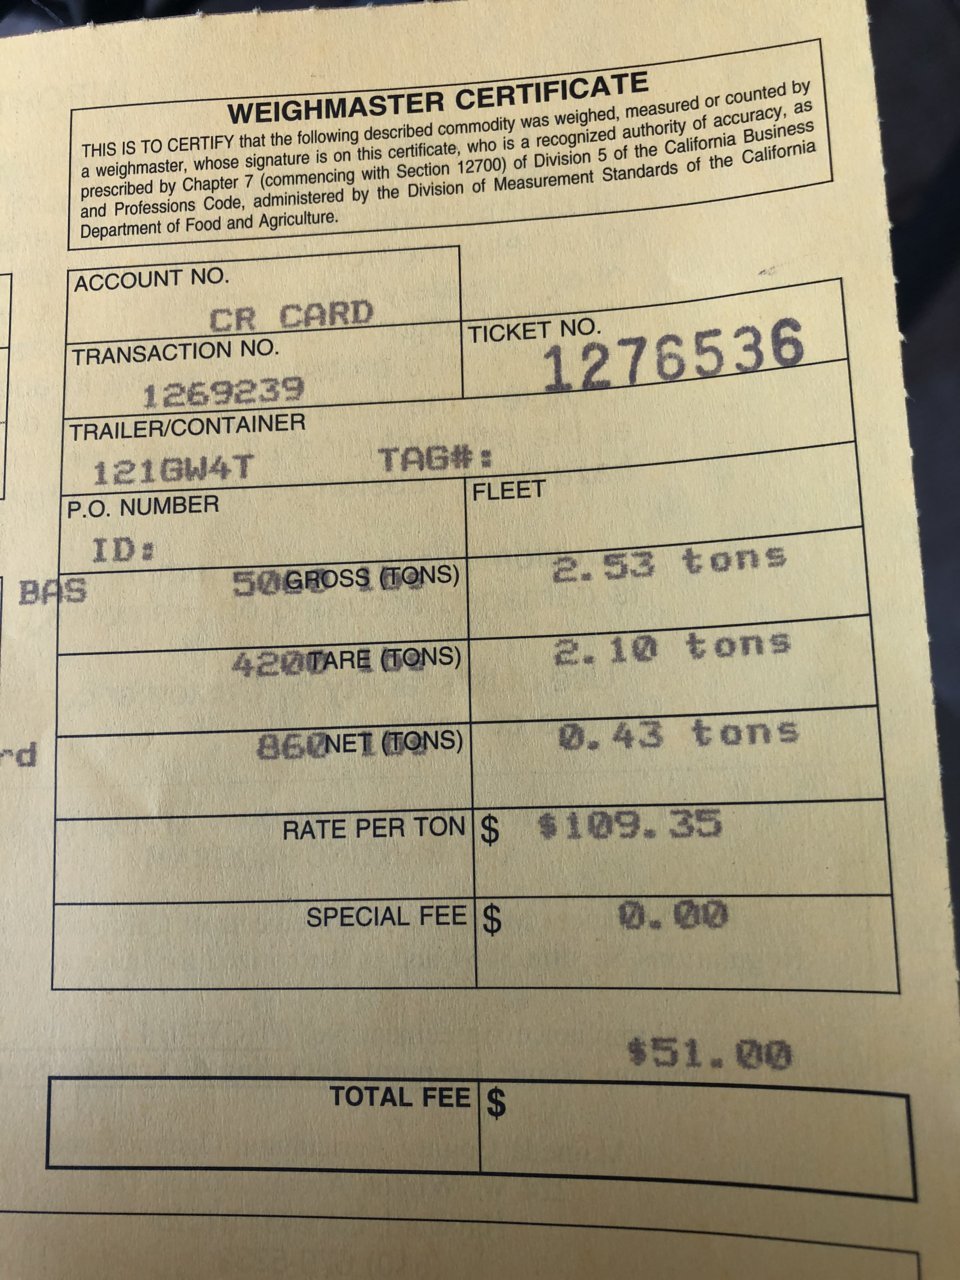 WEIGHMASTER CERTIFICATE
THIS IS TO CERTIFY that the following described commodity was weighed, measured or counted by
a weighmaster, whose signature is on this certificate, who is a recognized authority of accuracy, as
prescribed by Chapter 7 (commencing with Section 12700) of Division 5 of the California Business
and Professions Code, administered by the Division of Measurement Standards of the California
Department of Food and Agriculture.
ACCOUNT NO.
CR CARD
TRANSACTION NO.
1269239
TICKET NO.
1276536
TRAILER/CONTAINER
121GW4T TAG#:
P.O. NUMBER
ID:
FLEET
BAS 5060 GROSS (TONS) 2.53 tons
4200 TARE (TONS) 2.10 tons
rd 860 NET (TONS) 0.43 tons
RATE PER TON $ $109.35
SPECIAL FEE $ 0.00
$51.00
TOTAL FEE $